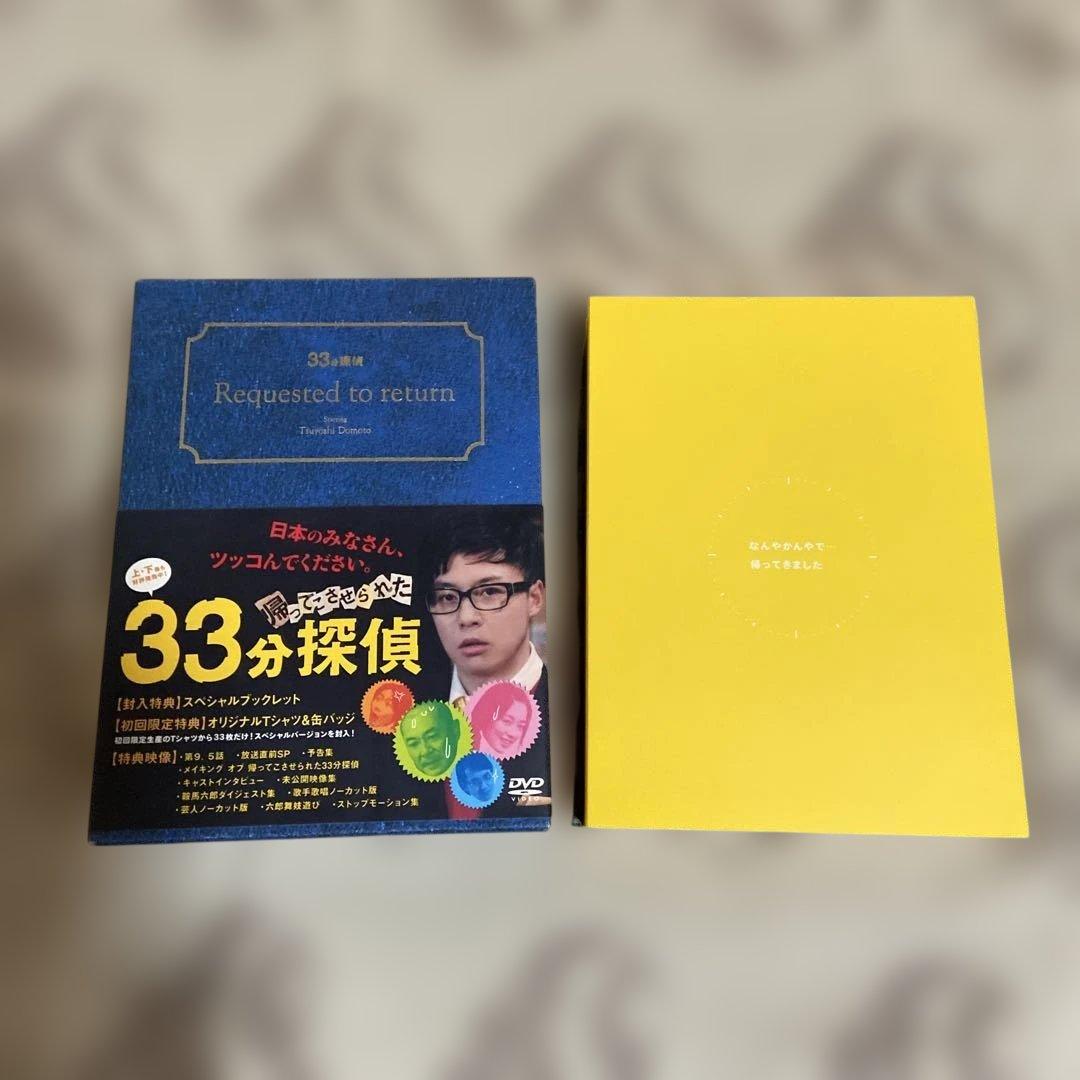 33分探偵
Requested to return
Starring
Tsuyoshi Domoto
日本のみなさん、
ツッコんでください。
上・下巻も
好評発売中!
帰ってこさせられた
33分探偵
【封入特典】スペシャルブックレット
【初回限定特典】オリジナルTシャツ&缶バッジ
初回限定生産のTシャツから33枚だけ!スペシャルバージョンを封入!
【特典映像】・第9.5話 ・放送直前SP ・予告集
・メイキング オブ 帰ってこさせられた33分探偵
・キャストインタビュー ・未公開映像集
・鞍馬六郎ダイジェスト集 ・歌手歌唱ノーカット版
・芸人ノーカット版 ・六郎舞妓遊び ・ストップモーション集
DVD
VIDEO
なんやかんやで…
帰ってきました